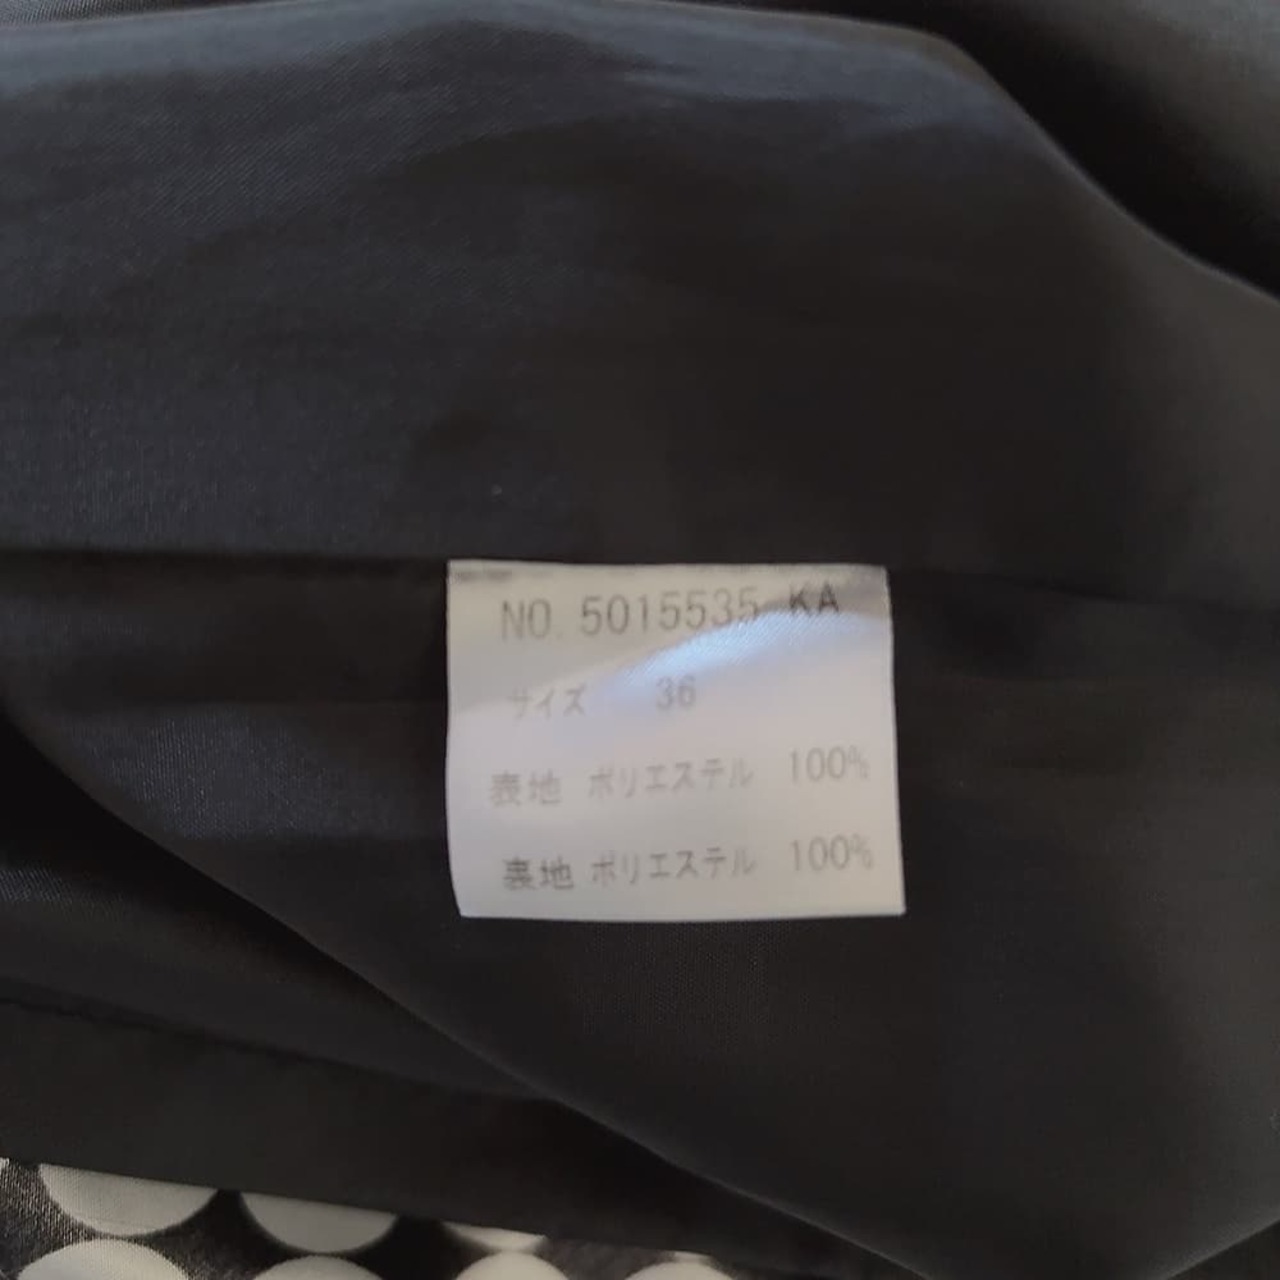 NO. 5015535 KA
サイズ 36
表地 ポリエステル 100%
裏地 ポリエステル 100%